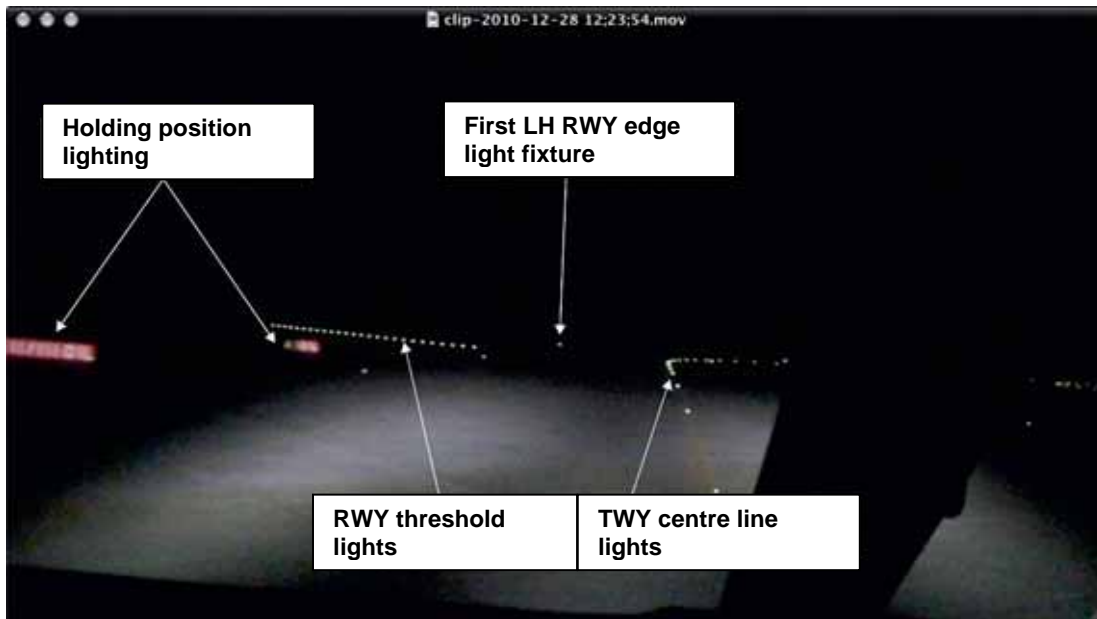 clip-2010-12-28 12;23;54.mov
Holding position
lighting
First LH RWY edge
light fixture
RWY threshold
lights
TWY centre line
lights